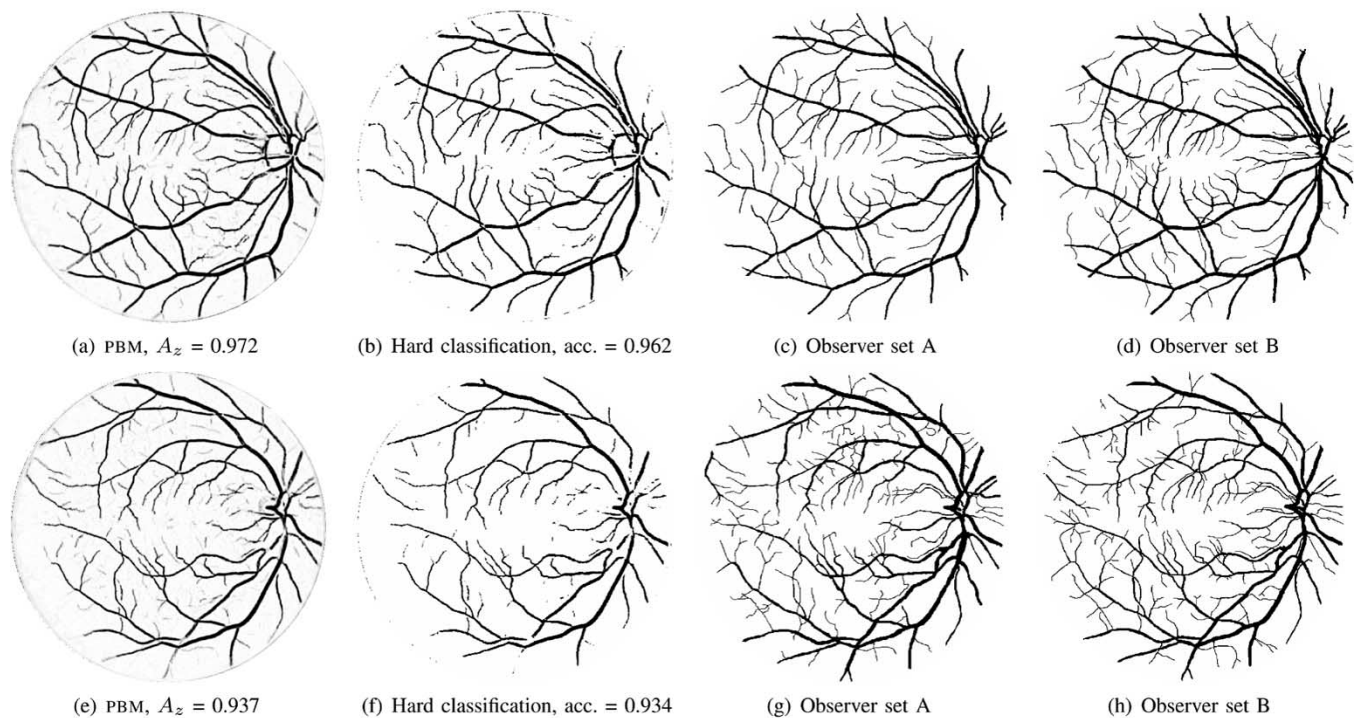 (a) PBM, A_z = 0.972
(b) Hard classification, acc. = 0.962
(c) Observer set A
(d) Observer set B
(e) PBM, A_z = 0.937
(f) Hard classification, acc. = 0.934
(g) Observer set A
(h) Observer set B